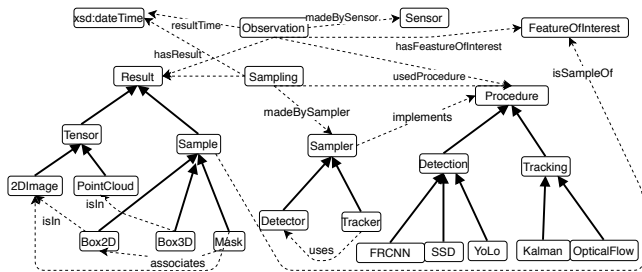 xsd:dateTime
resultTime
Observation
madeBySensor
Sensor
FeatureOfInterest
hasFeastureOfInterest
hasResult
isSampleOf
Result
Sampling
usedProcedure
Procedure
madeBySampler
implements
Tensor
Sample
Sampler
Detection
Tracking
2DImage
PointCloud
isIn
isIn
Detector
Tracker
Box2D
Box3D
Mask
uses
associates
FRCNN
SSD
YoLo
Kalman
OpticalFlow